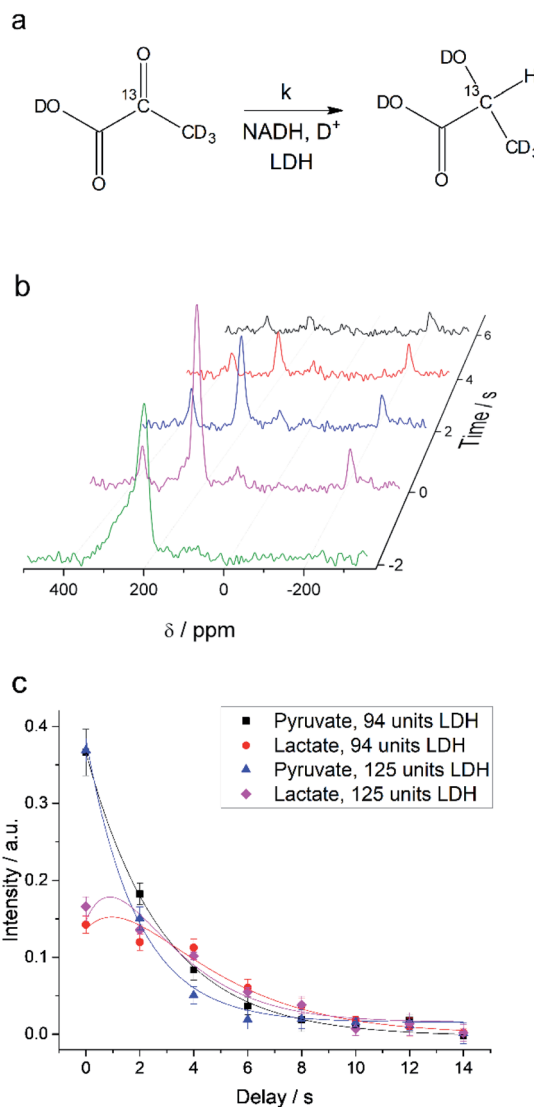 a
O
13
DO
CD3
O
k
NADH, D+
LDH
DO
13
C
H
DO
CD3
O
b
6
4
2
0
-2
Time / s
400 200 0 -200
δ / ppm
c
0.4
0.3
0.2
0.1
0.0
Intensity / a.u.
Pyruvate, 94 units LDH
Lactate, 94 units LDH
Pyruvate, 125 units LDH
Lactate, 125 units LDH
0 2 4 6 8 10 12 14
Delay / s